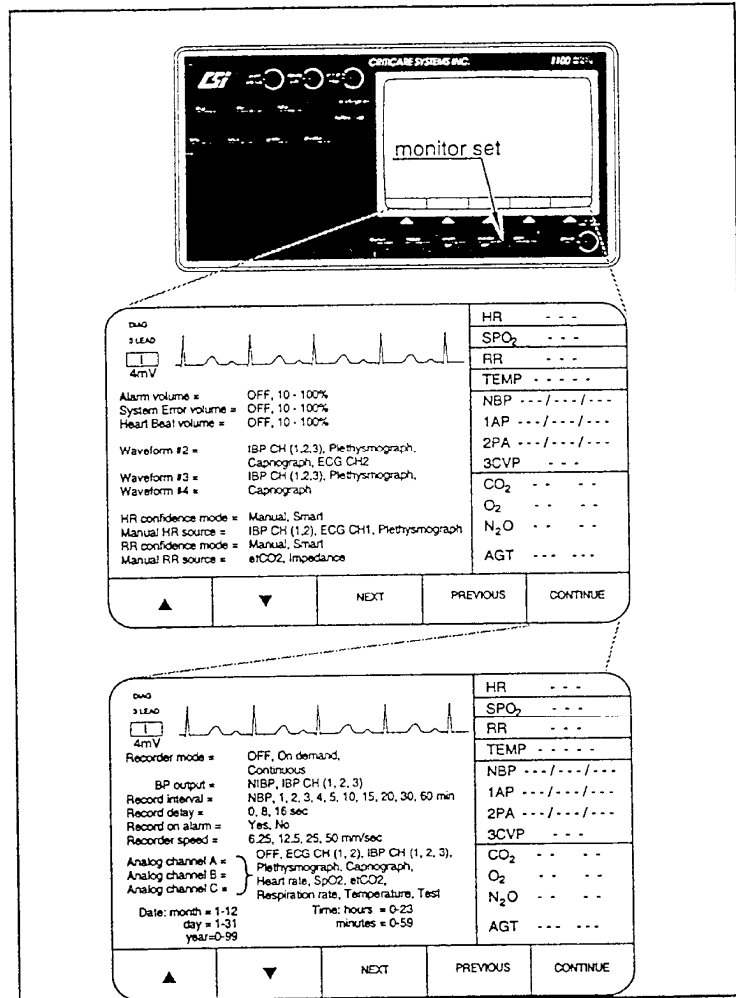 CSi
CRITICARE SYSTEMS INC.
1100
monitor set
DIAG
3 LEAD
I
4mV
Alarm volume = OFF, 10 - 100%
System Error volume = OFF, 10 - 100%
Heart Beat volume = OFF, 10 - 100%
Waveform #2 = IBP CH (1,2,3), Plethysmograph,
Capnograph, ECG CH2
Waveform #3 = IBP CH (1,2,3), Plethysmograph,
Waveform #4 = Capnograph
HR confidence mode = Manual, Smart
Manual HR source = IBP CH (1,2), ECG CH1, Plethysmograph
RR confidence mode = Manual, Smart
Manual RR source = etCO2, Impedance
HR - - -
SPO₂ - - -
RR - - -
TEMP - - - - -
NBP - - -/- - -/- - -
1AP - - -/- - -/- - -
2PA - - -/- - -/- - -
3CVP - - -
CO₂ - - - -
O₂ - - - -
N₂O - - - -
AGT - - - - - -
▲ ▼ NEXT PREVIOUS CONTINUE
DIAG
3 LEAD
I
4mV
Recorder mode = OFF, On demand,
Continuous
BP output = NIBP, IBP CH (1, 2, 3)
Record interval = NBP, 1, 2, 3, 4, 5, 10, 15, 20, 30, 60 min
Record delay = 0, 8, 16 sec
Record on alarm = Yes, No
Recorder speed = 6.25, 12.5, 25, 50 mm/sec
Analog channel A =
Analog channel B =
Analog channel C =
OFF, ECG CH (1, 2), IBP CH (1, 2, 3),
Plethysmograph, Capnograph,
Heart rate, SpO2, etCO2,
Respiration rate, Temperature, Test
Date: month = 1-12 Time: hours = 0-23
day = 1-31 minutes = 0-59
year=0-99
HR - - -
SPO₂ - - -
RR - - -
TEMP - - - - -
NBP - - -/- - -/- - -
1AP - - -/- - -/- - -
2PA - - -/- - -/- - -
3CVP - - -
CO₂ - - - -
O₂ - - - -
N₂O - - - -
AGT - - - - - -
▲ ▼ NEXT PREVIOUS CONTINUE